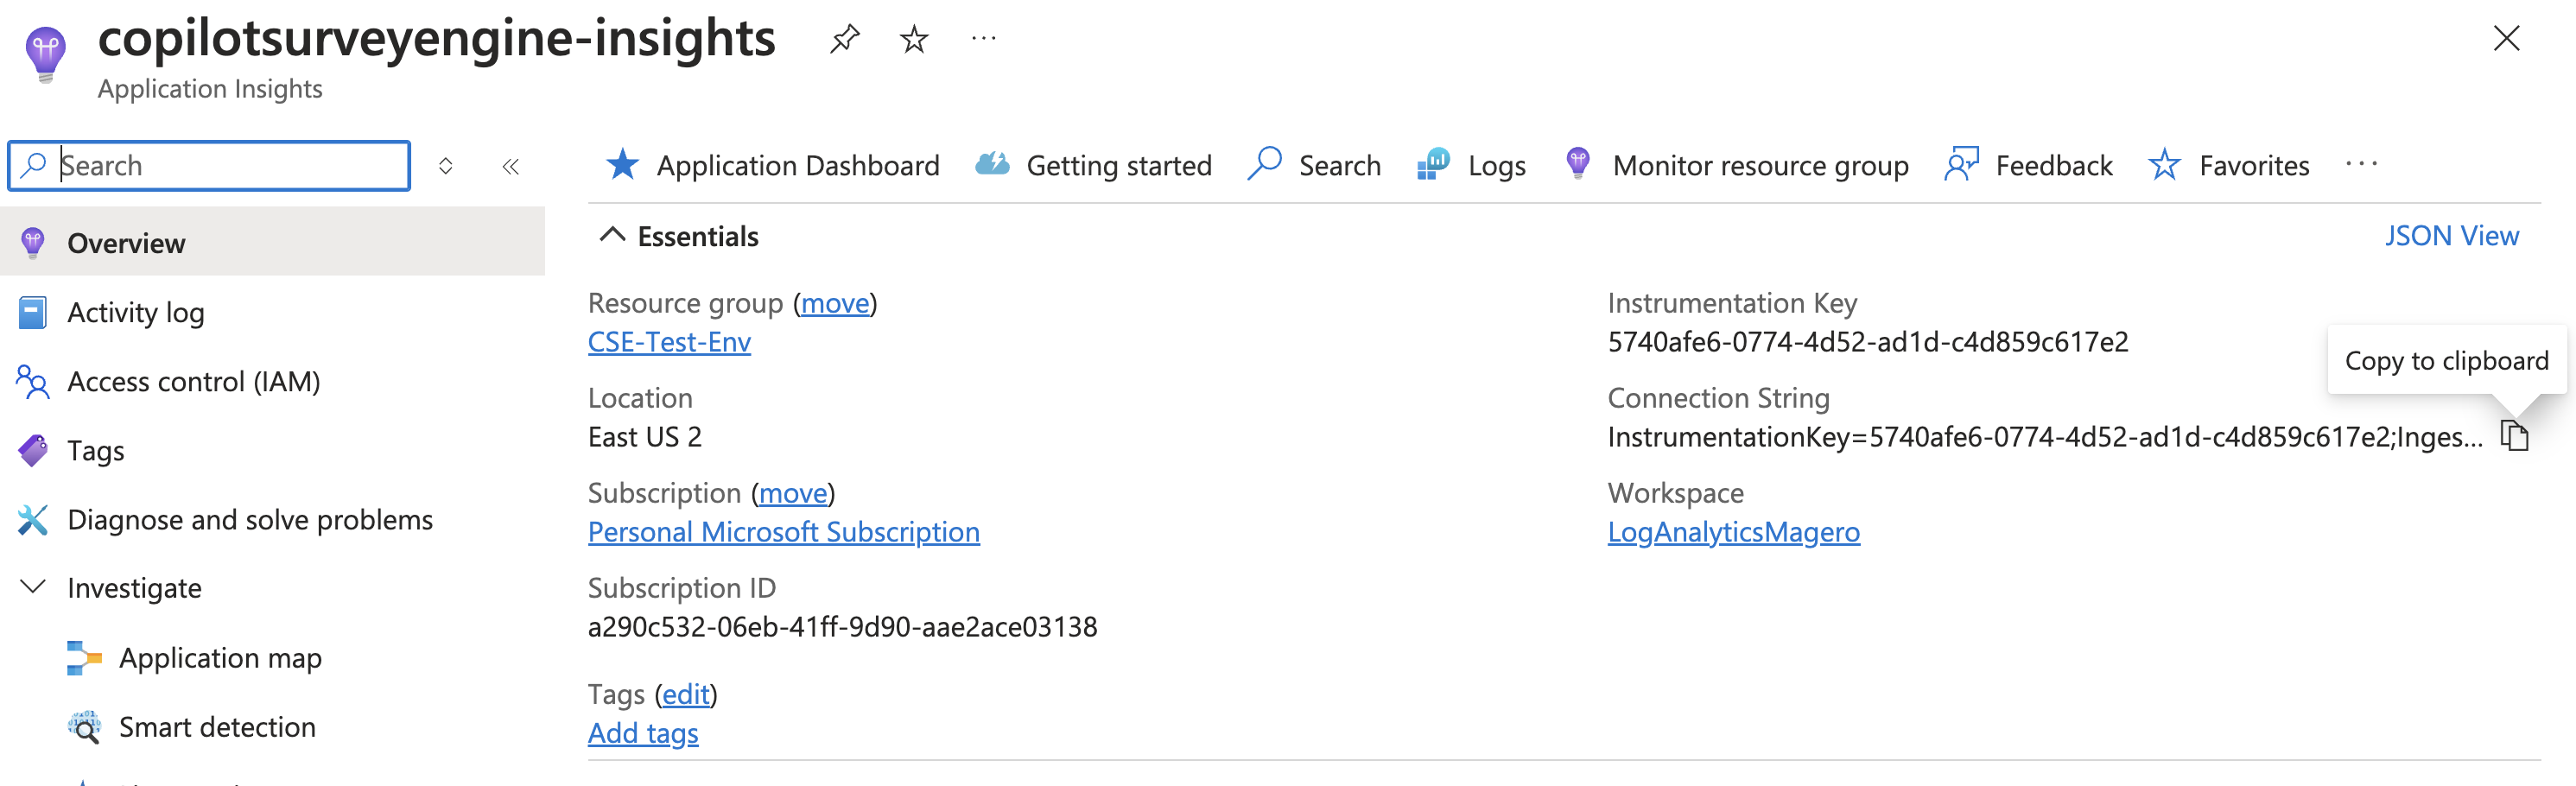 copilotsurveyengine-insights
Application Insights
Search
Application Dashboard Getting started Search Logs Monitor resource group Feedback Favorites
Overview
Activity log
Access control (IAM)
Tags
Diagnose and solve problems
Investigate
Application map
Smart detection
Essentials
JSON View
Resource group (move)
CSE-Test-Env
Location
East US 2
Subscription (move)
Personal Microsoft Subscription
Subscription ID
a290c532-06eb-41ff-9d90-aae2ace03138
Tags (edit)
Add tags
Instrumentation Key
5740afe6-0774-4d52-ad1d-c4d859c617e2
Copy to clipboard
Connection String
InstrumentationKey=5740afe6-0774-4d52-ad1d-c4d859c617e2;Inges...
Workspace
LogAnalyticsMagero